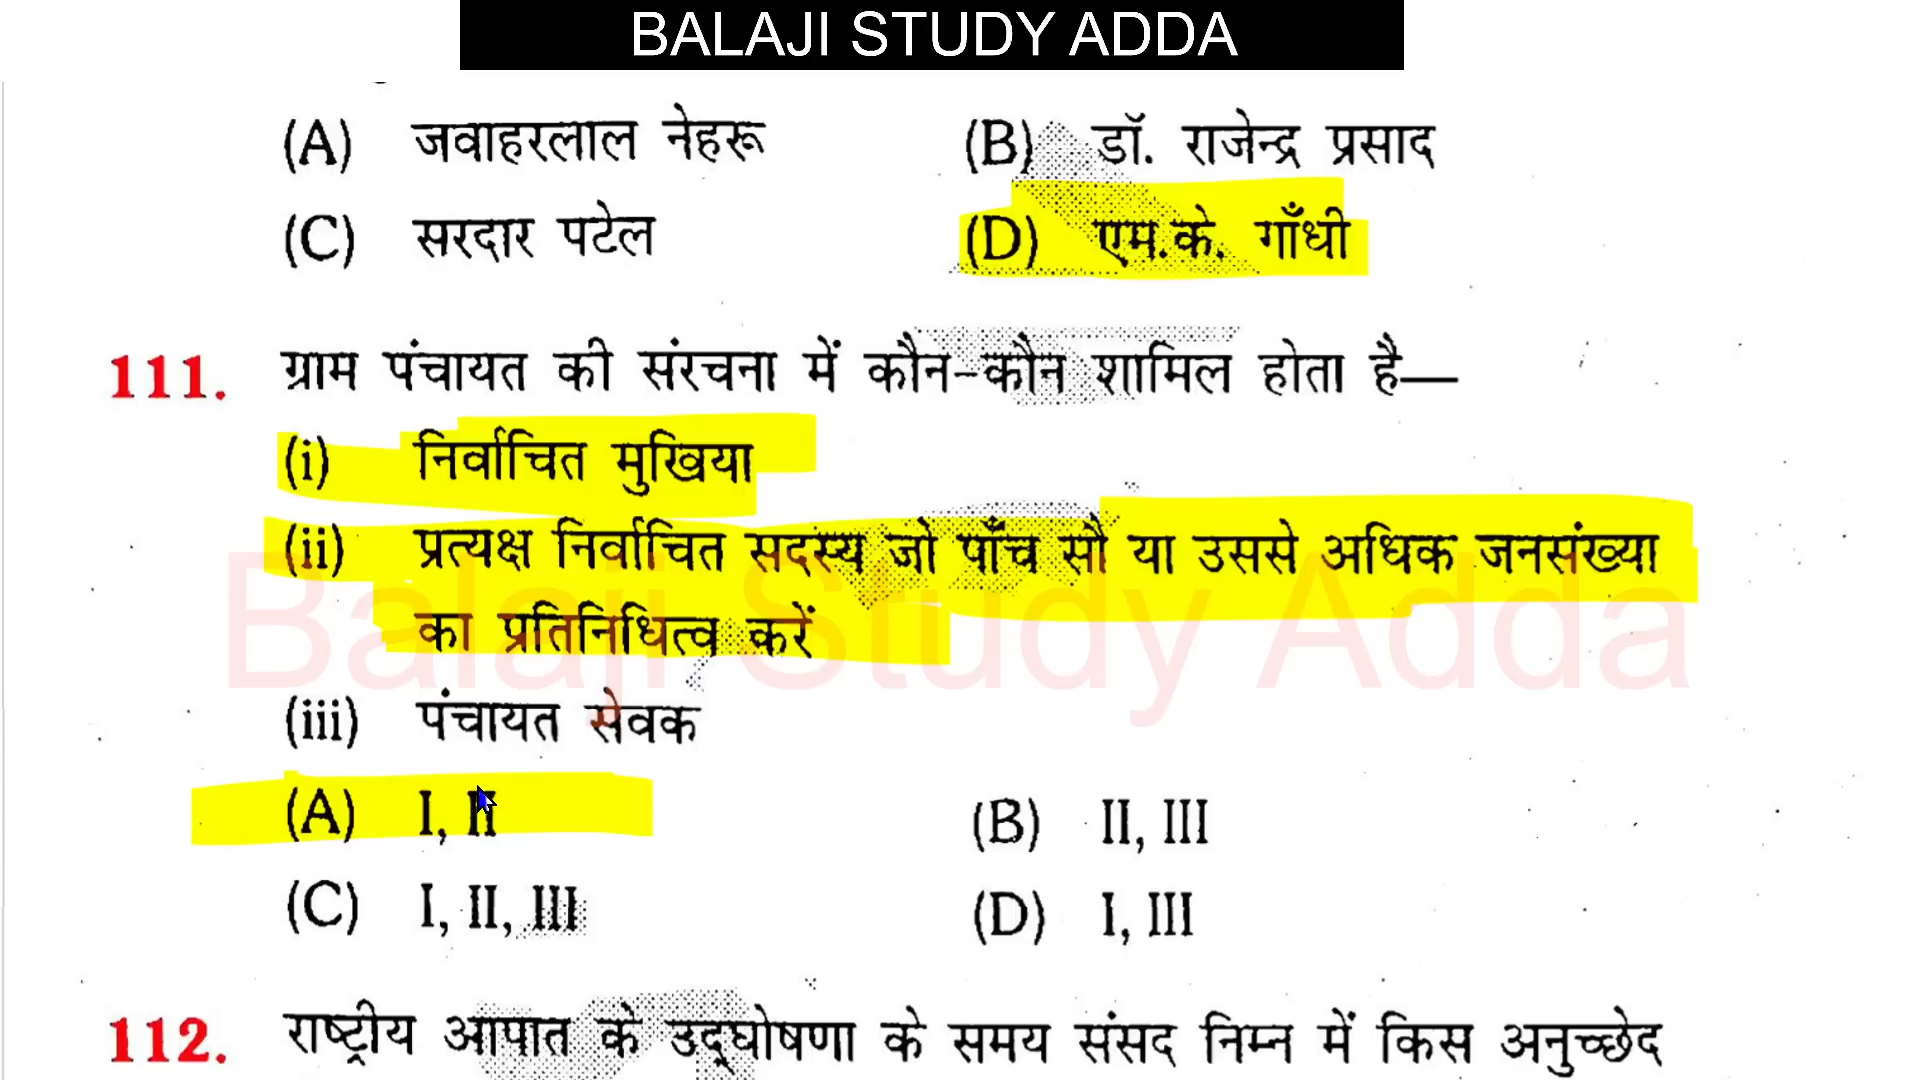 BALAJI STUDY ADDA
(A) जवाहरलाल नेहरू (B) डॉ. राजेन्द्र प्रसाद
(C) सरदार पटेल (D) एम.के. गाँधी
111. ग्राम पंचायत की संरचना में कौन-कौन शामिल होता है—
(i) निर्वाचित मुखिया
(ii) प्रत्यक्ष निर्वाचित सदस्य जो पाँच सौ या उससे अधिक जनसंख्या
का प्रतिनिधित्व करें
Balaji Study Adda
(iii) पंचायत सेवक
(A) I, II (B) II, III
(C) I, II, III (D) I, III
112. राष्ट्रीय आपात के उद्घोषणा के समय संसद निम्न में किस अनुच्छेद